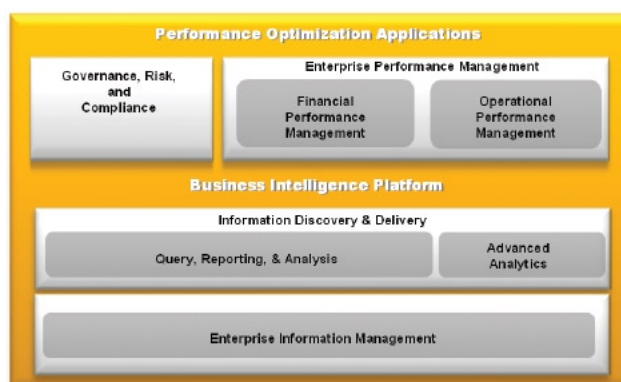 Performance Optimization Applications
Governance, Risk,
and
Compliance
Enterprise Performance Management
Financial
Performance
Management
Operational
Performance
Management
Business Intelligence Platform
Information Discovery & Delivery
Query, Reporting, & Analysis
Advanced
Analytics
Enterprise Information Management